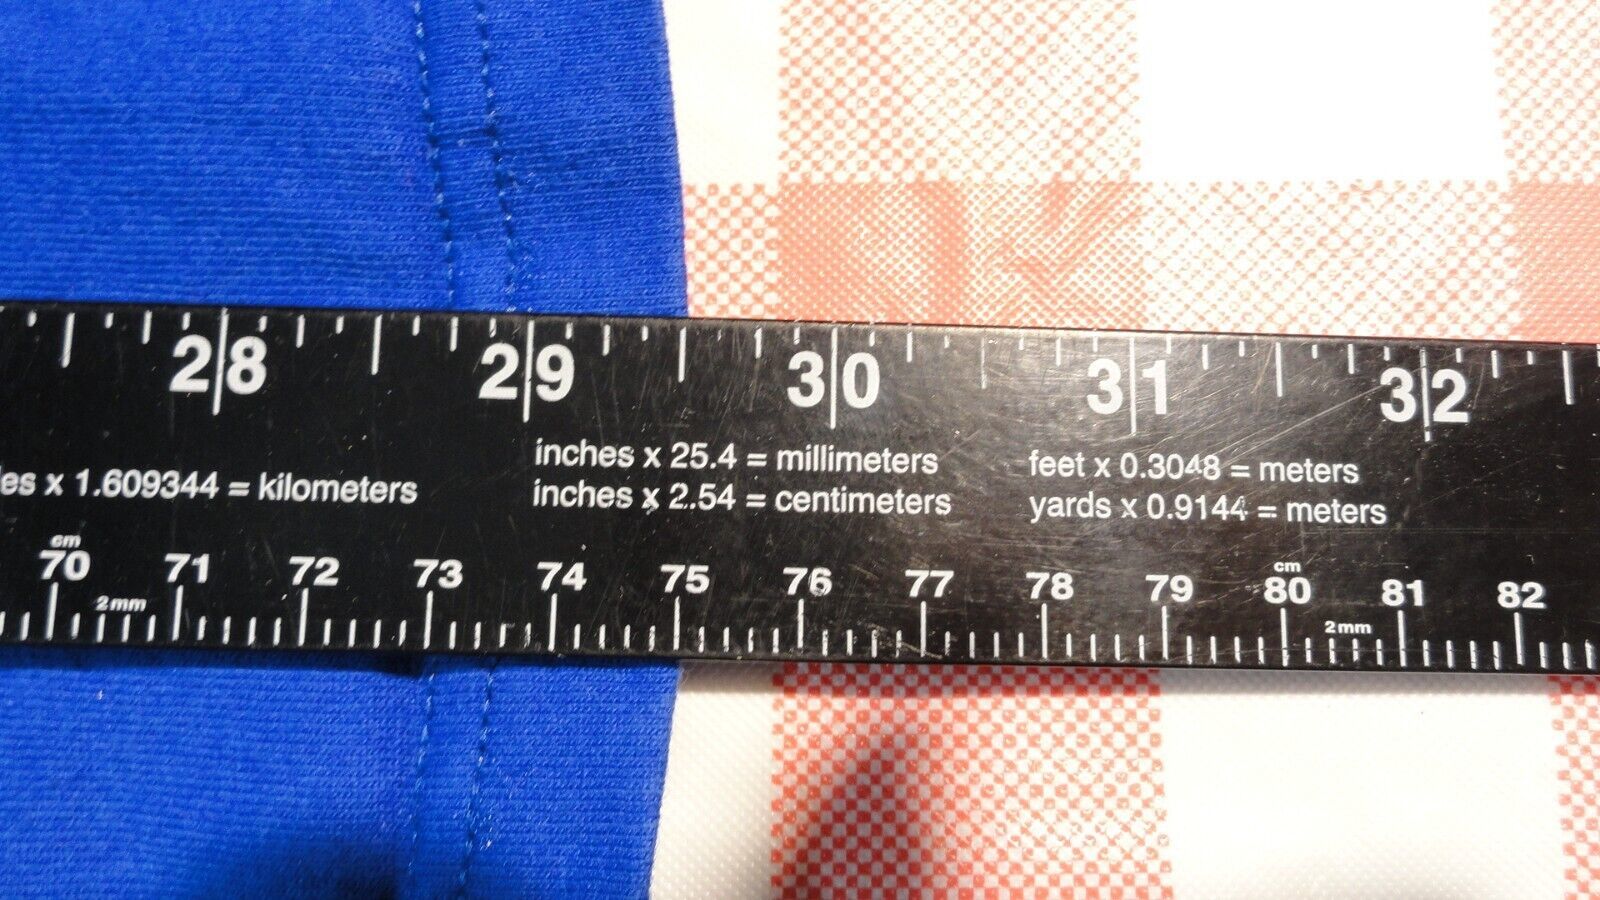 28 29 30 31 32
inches x 25.4 = millimeters feet x 0.3048 = meters
es x 1.609344 = kilometers inches x 2.54 = centimeters yards x 0.9144 = meters
cm cm
70 71 72 73 74 75 76 77 78 79 80 81 82
2mm 2mm